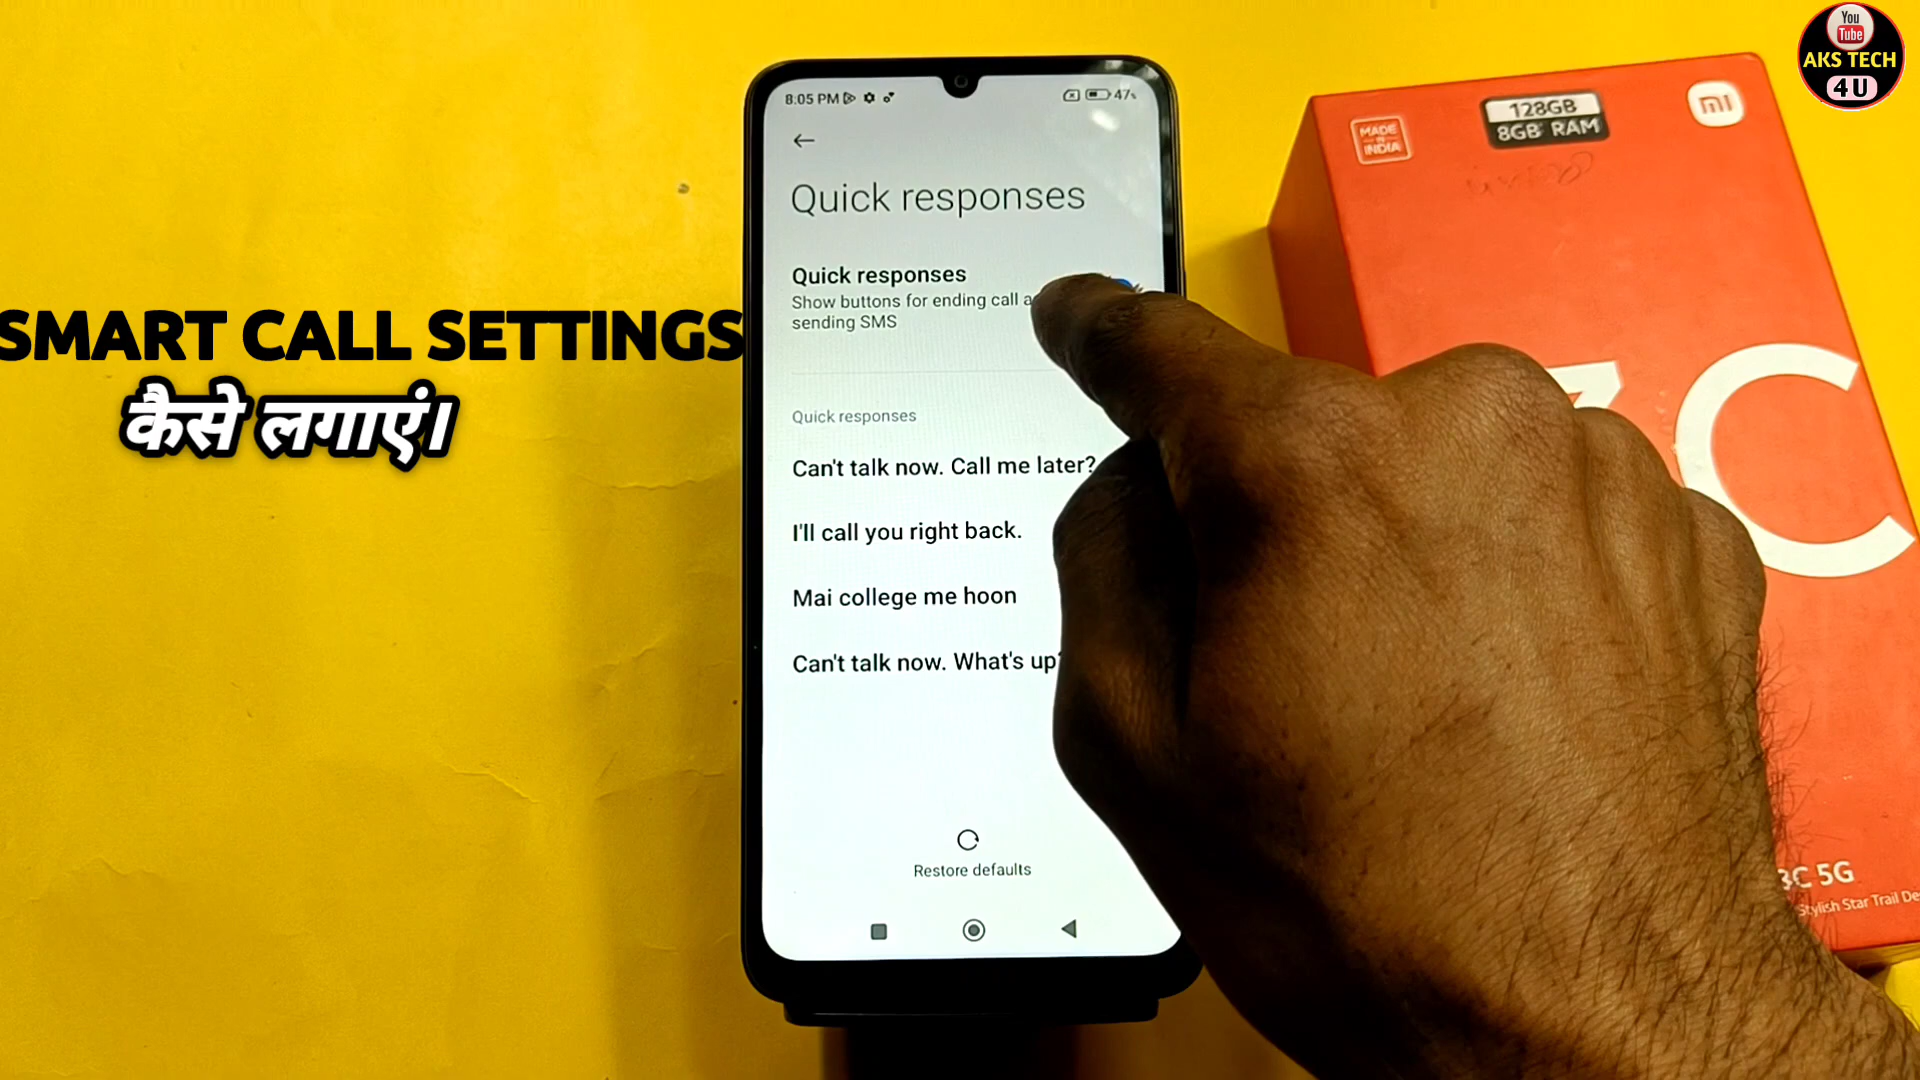 SMART CALL SETTINGS
कैसे लगाएं।
8:05 PM
47%
Quick responses
Quick responses
Show buttons for ending call
sending SMS
Quick responses
Can't talk now. Call me later?
I'll call you right back.
Mai college me hoon
Can't talk now. What's up?
Restore defaults
MADE
IN
INDIA
128GB
8GB RAM
mi
C
3C 5G
Stylish Star Trail
You
Tube
AKS TECH
4U